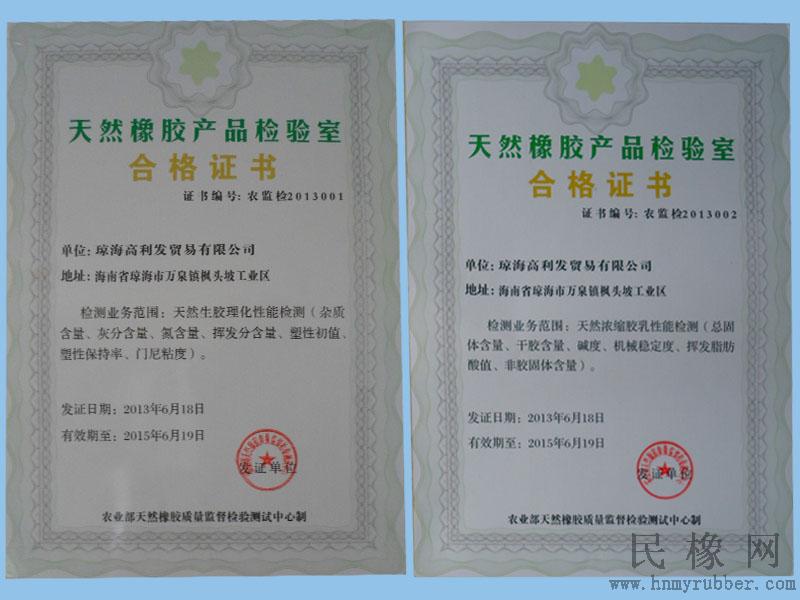 天然橡胶产品检验室
合格证书
证书编号：农监检2013001
单位：琼海高利发贸易有限公司
地址：海南省琼海市万泉镇枫头坡工业区
检测业务范围：天然生胶理化性能检测（杂质
含量、灰分含量、氮含量、挥发分含量、塑性初值、
塑性保持率、门尼粘度）。
发证日期：2013年6月18日
有效期至：2015年6月19日
发证单位
农业部天然橡胶质量监督检验测试中心制
天然橡胶产品检验室
合格证书
证书编号：农监检2013002
单位：琼海高利发贸易有限公司
地址：海南省琼海市万泉镇枫头坡工业区
检测业务范围：天然浓缩胶乳性能检测（总固
体含量、干胶含量、碱度、机械稳定度、挥发脂肪
酸值、非胶固体含量）。
发证日期：2013年6月18日
有效期至：2015年6月19日
发证单位
农业部天然橡胶质量监督检验测试中心制
民橡网
www.hnmyrubber.com